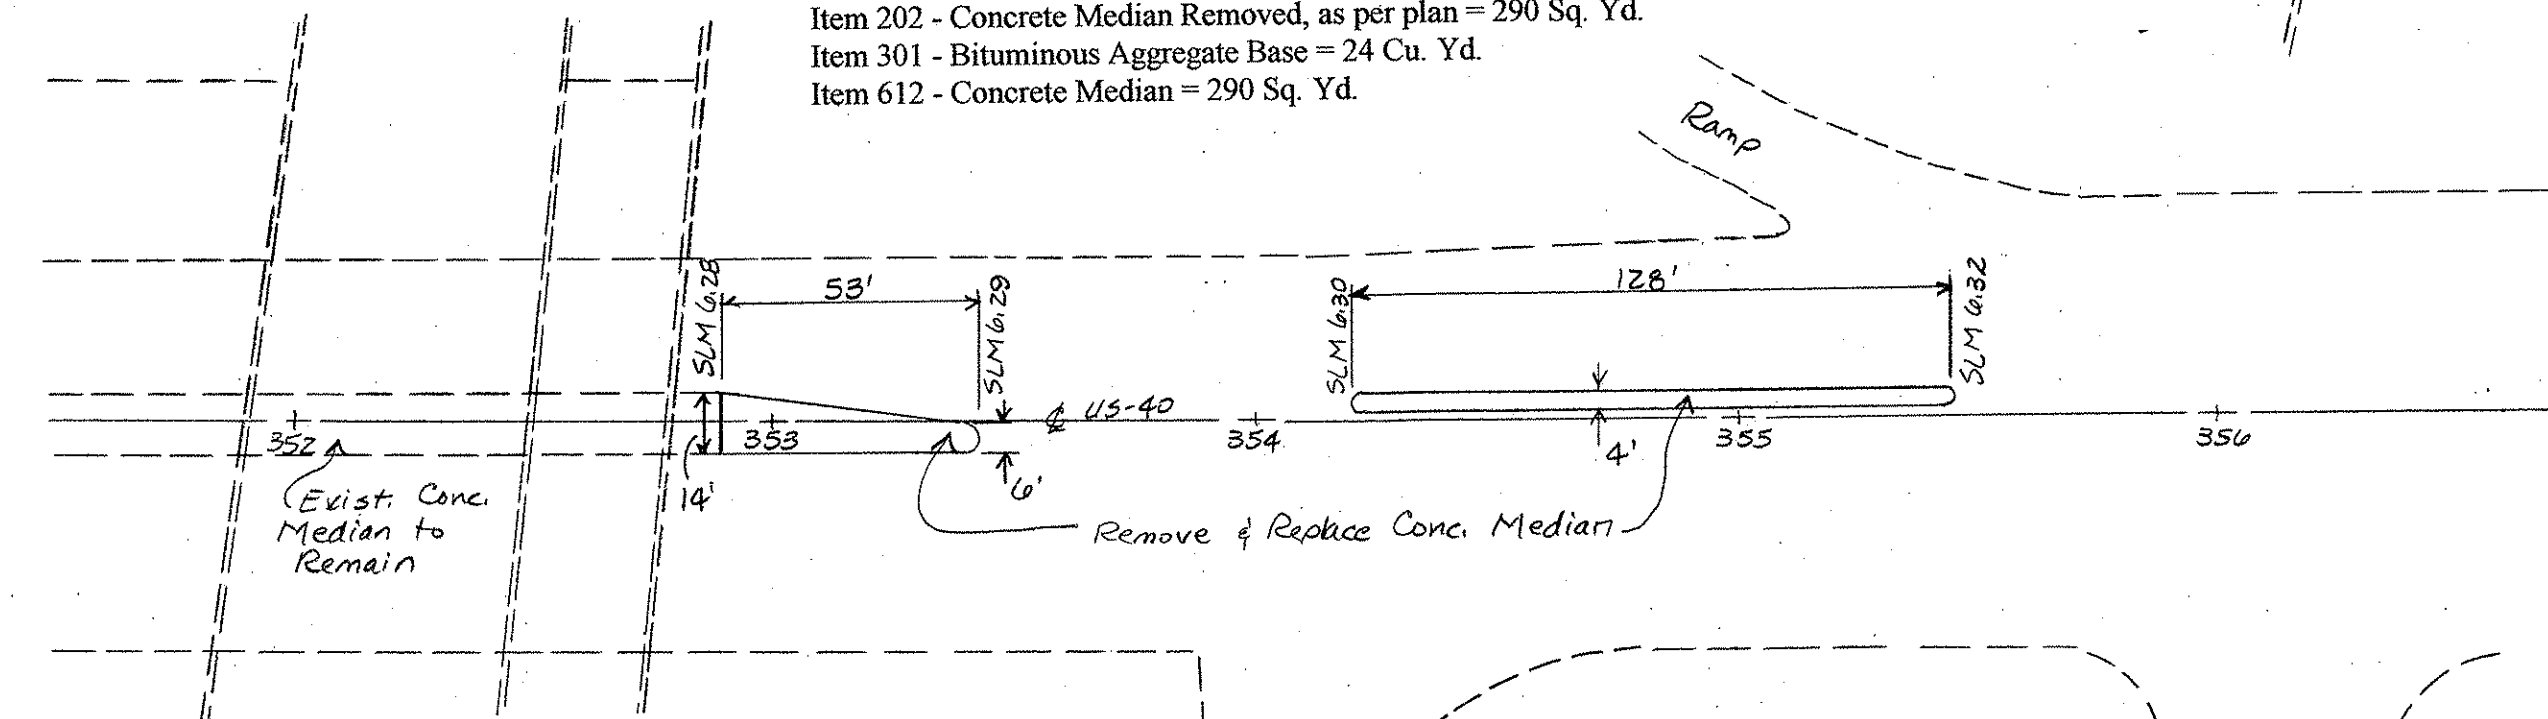 Item 202 - Concrete Median Removed, as per plan = 290 Sq. Yd.
Item 301 - Bituminous Aggregate Base = 24 Cu. Yd.
Item 612 - Concrete Median = 290 Sq. Yd.
Ramp
SLM 6.28
53'
SLM 6.29
SLM 6.30
128'
SLM 6.32
℄ US-40
352
353
354
355
356
14'
6'
4'
Exist. Conc.
Median to
Remain
Remove & Replace Conc. Median